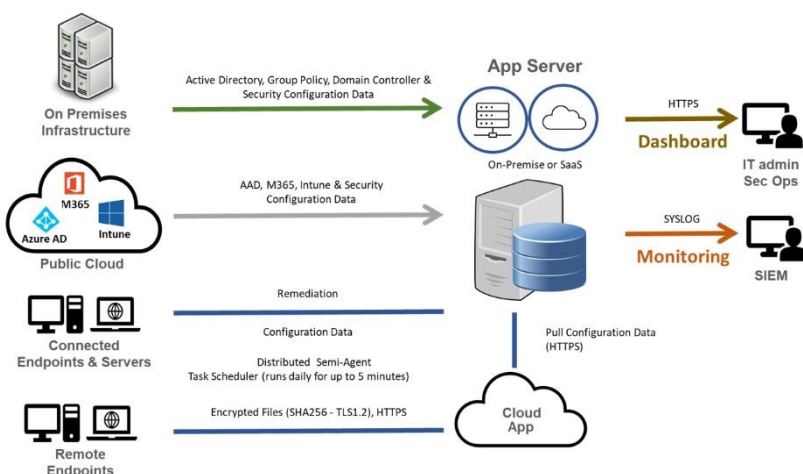 Active Directory, Group Policy, Domain Controller &
Security Configuration Data
On Premises
Infrastructure
App Server
On-Premise or SaaS
HTTPS
Dashboard
IT admin
Sec Ops
M365
Azure AD
Intune
Public Cloud
AAD, M365, Intune & Security
Configuration Data
SYSLOG
Monitoring
SIEM
Remediation
Configuration Data
Connected
Endpoints & Servers
Distributed Semi-Agent
Task Scheduler (runs daily for up to 5 minutes)
Pull Configuration Data
(HTTPS)
Encrypted Files (SHA256 - TLS1.2), HTTPS
Cloud
App
Remote
Endpoints